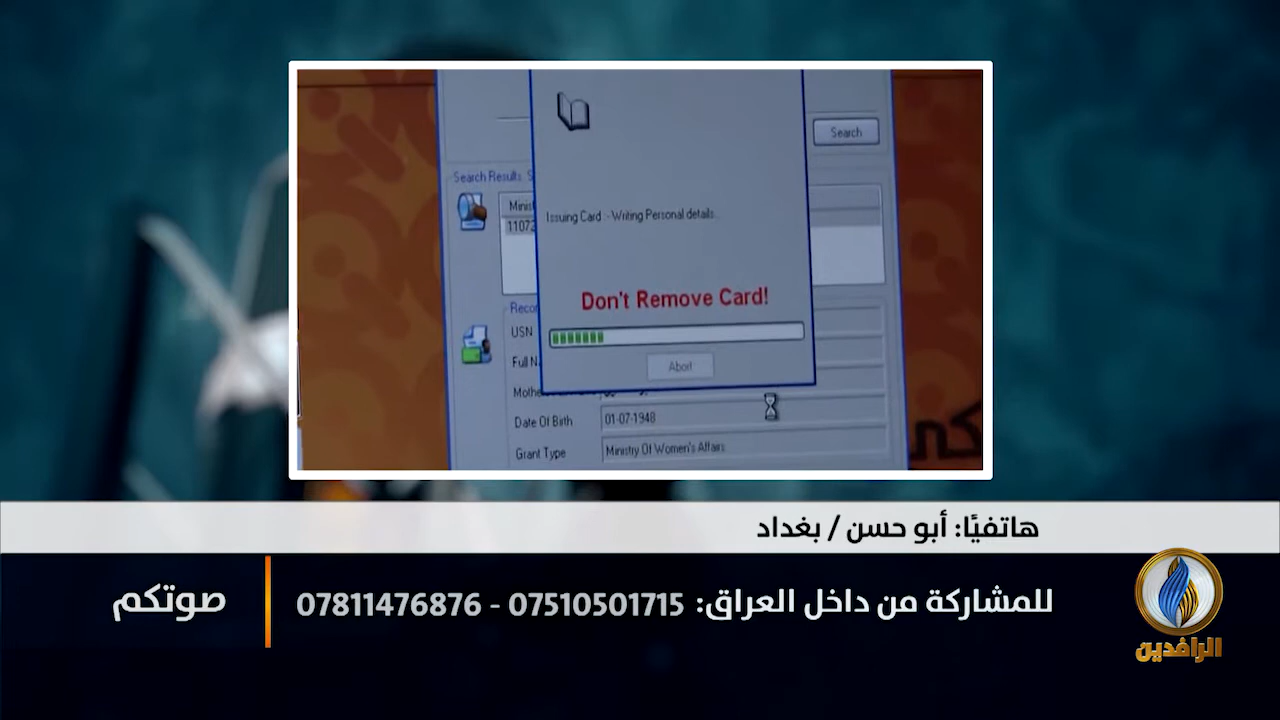 Search
Search Results
Issuing Card :- Writing Personal details..
Don't Remove Card!
USN
Abort
Date Of Birth
01-07-1948
Grant Type
Ministry Of Women's Affairs
هاتفيًا: أبو حسن / بغداد
للمشاركة من داخل العراق: 07510501715 - 07811476876
صوتكم
الرافدين